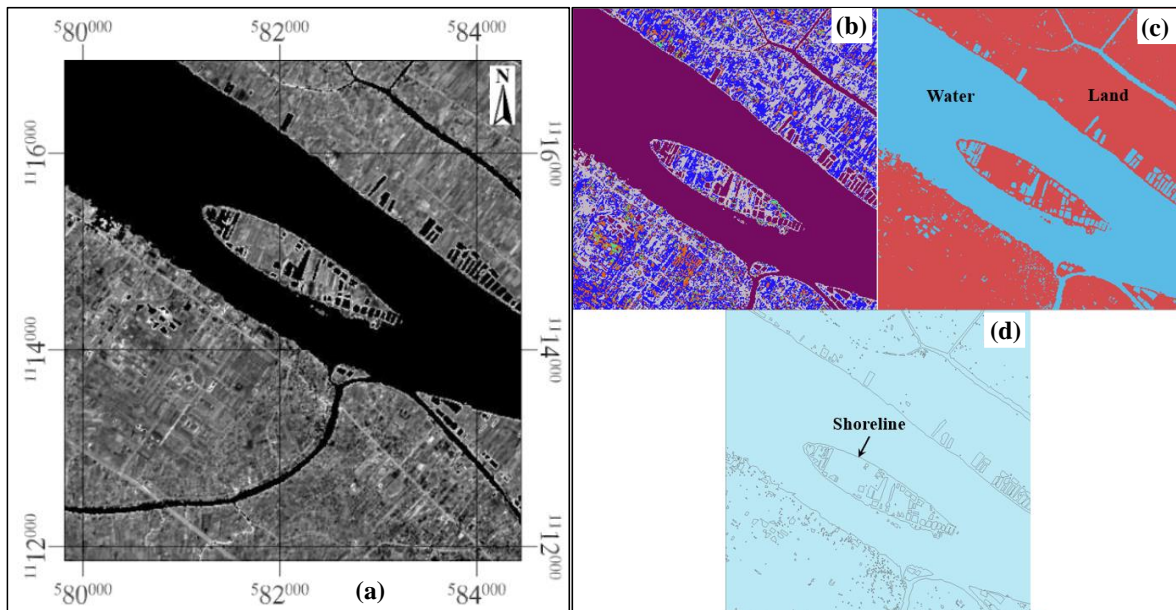 ⁵80⁰⁰⁰ ⁵82⁰⁰⁰ ⁵84⁰⁰⁰
N
¹¹16⁰⁰⁰ ¹¹16⁰⁰⁰
¹¹14⁰⁰⁰ ¹¹14⁰⁰⁰
¹¹12⁰⁰⁰ ¹¹12⁰⁰⁰
⁵80⁰⁰⁰ ⁵82⁰⁰⁰ ⁵84⁰⁰⁰
(a)
(b)
(c)
Water
Land
(d)
Shoreline